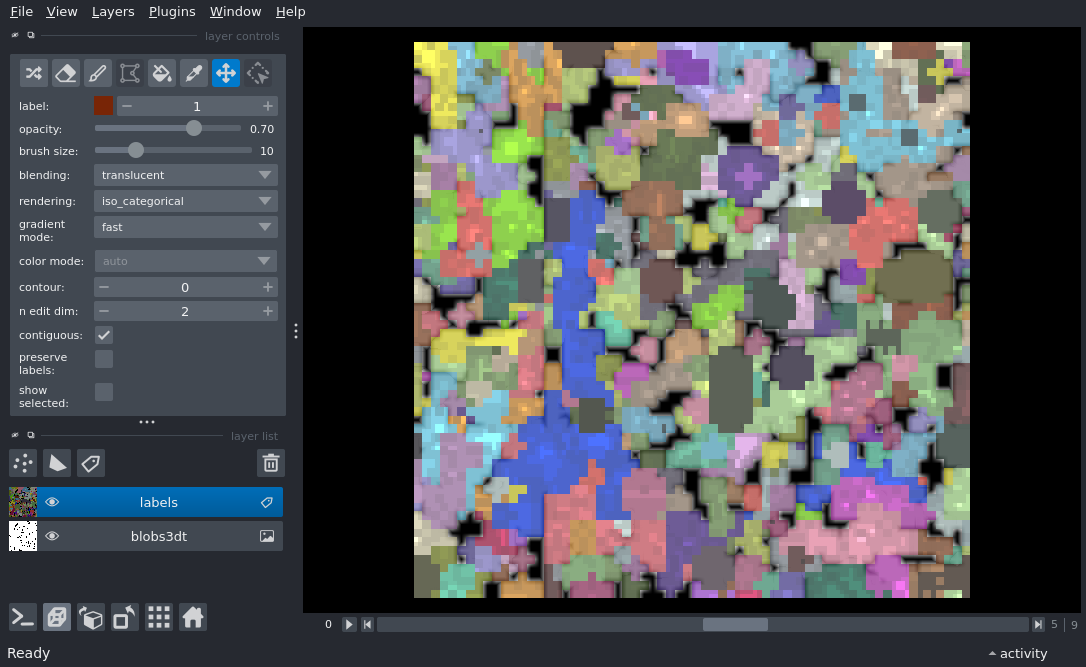 File View Layers Plugins Window Help
layer controls
label: 1
opacity: 0.70
brush size: 10
blending: translucent
rendering: iso_categorical
gradient
mode: fast
color mode: auto
contour: 0
n edit dim: 2
contiguous:
preserve
labels:
show
selected:
layer list
labels
blobs3dt
0 5 | 9
Ready activity